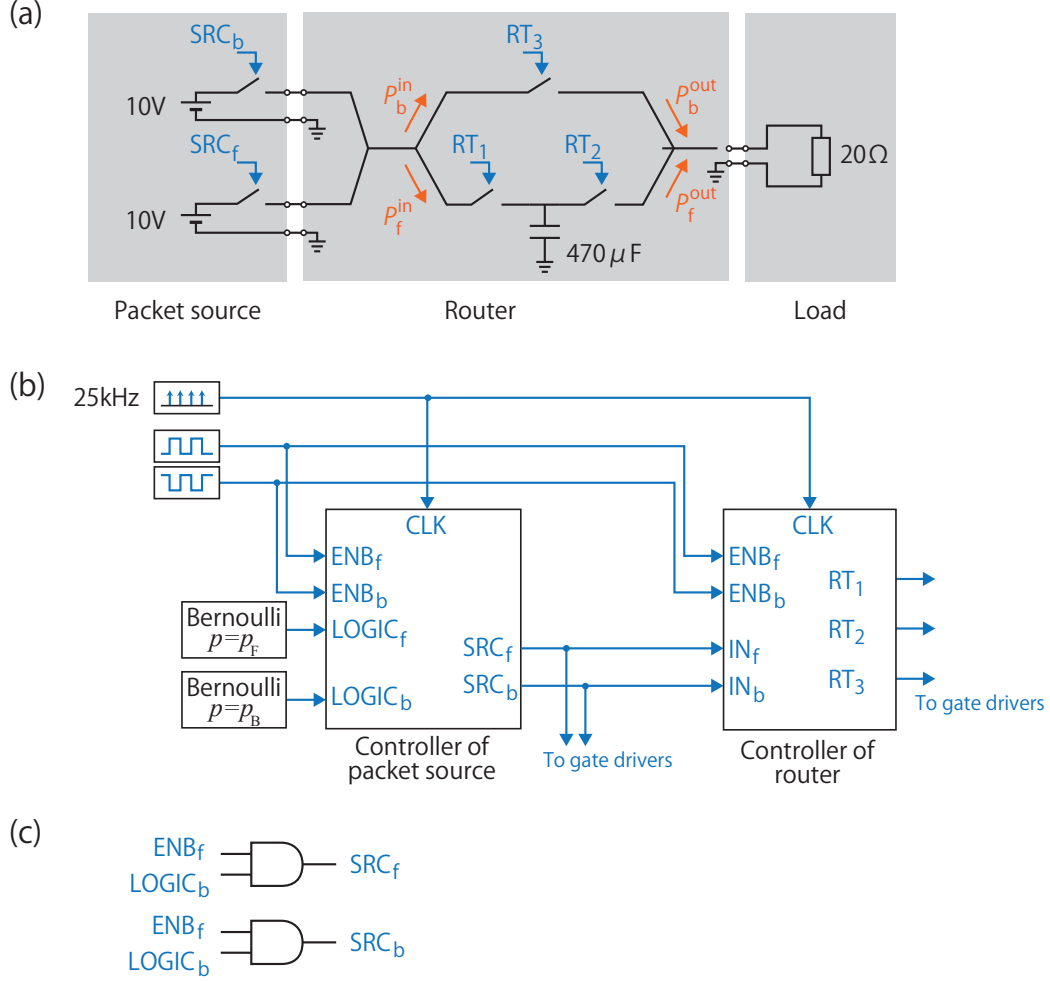 (a)
SRC_b
RT_3
10V
P_b^in
P_b^out
SRC_f
RT_1
RT_2
20Ω
10V
P_f^in
P_f^out
470 μF
Packet source
Router
Load
(b)
25kHz
CLK
CLK
ENB_f
ENB_b
LOGIC_f
LOGIC_b
SRC_f
SRC_b
Bernoulli
p=p_F
Bernoulli
p=p_B
ENB_f
ENB_b
IN_f
IN_b
RT_1
RT_2
RT_3
To gate drivers
To gate drivers
Controller of
packet source
Controller of
router
(c)
ENB_f
LOGIC_b
SRC_f
ENB_f
LOGIC_b
SRC_b